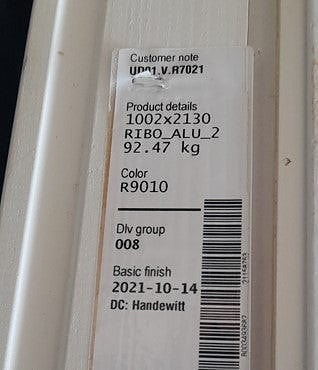 Customer note
UD01.V.R7021
Product details
1002x2130
RIBO_ALU_2
92.47 kg
Color
R9010
Dlv group
008
Basic finish
2021-10-14
DC: Handewitt